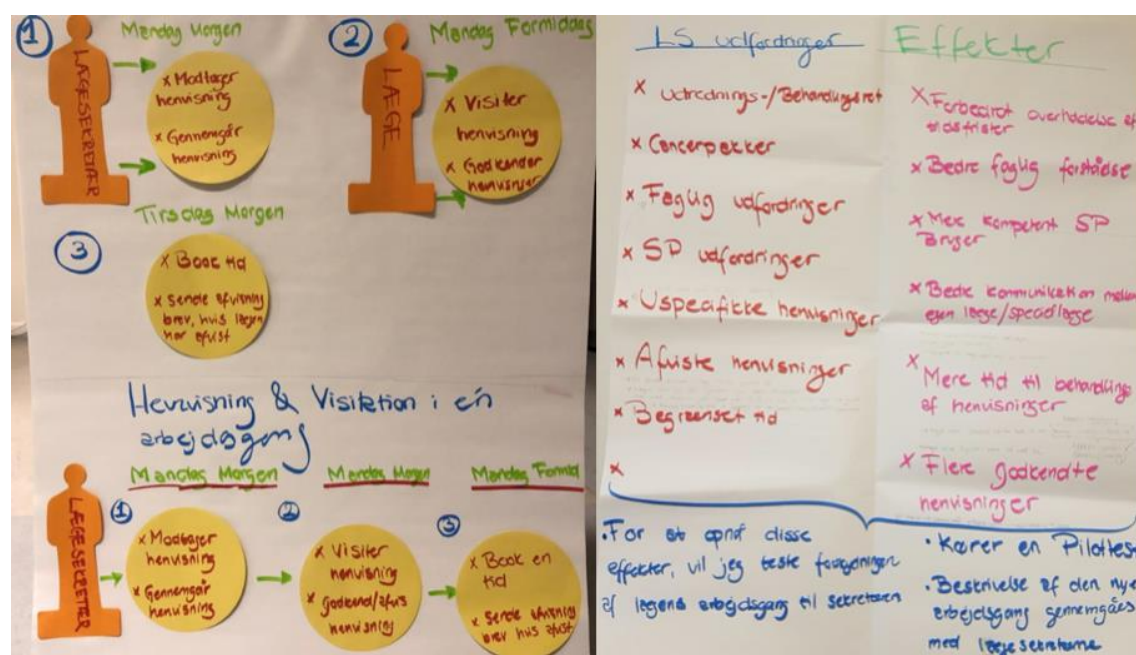 1
Mandag Morgen
LÆGESEKRETÆR
x Modtager
henvisning
x Gennemgår
henvisning
2
Mandag Formiddag
LÆGE
x Visiter
henvisning
x Godkender
henvisning
Tirsdag Morgen
3
x Book tid
x Sende afvisning
brev, hvis lægen
har afvist
Henvisning & Visitation i én
arbejdsgang
LÆGESEKRETÆR
Mandag Morgen
1
x Modtager
henvisning
x Gennemgår
henvisning
Mandag Morgen
2
x Visiter
henvisning
x godkend/afvis
henvisning
Mandag Formid
3
x Book en
tid
x Sende afvisning
brev hvis afvist
LS udfordringer
x Udrednings-/Behandlingsret
x Cancerpakker
x Faglig udfordringer
x SP udfordringer
x Uspecifikke henvisninger
x Afviste henvisninger
x Begrænset tid
x
Effekter
x Forbedret overholdelse af
tidsfrister
x Bedre faglig forståelse
x Mere kompetent SP
Bruger
x Bedre kommunikation mellem
egen læge/speciallæge
x Mere tid til behandling
af henvisninger
x Flere godkendte
henvisninger
• For at opnå disse
effekter, vil jeg teste
af lægens arbejdsgang til sekretæren
• Kører en Pilottest
• Beskrivelse af den nye
arbejdsgang gennemgåes
med lægesekretærne